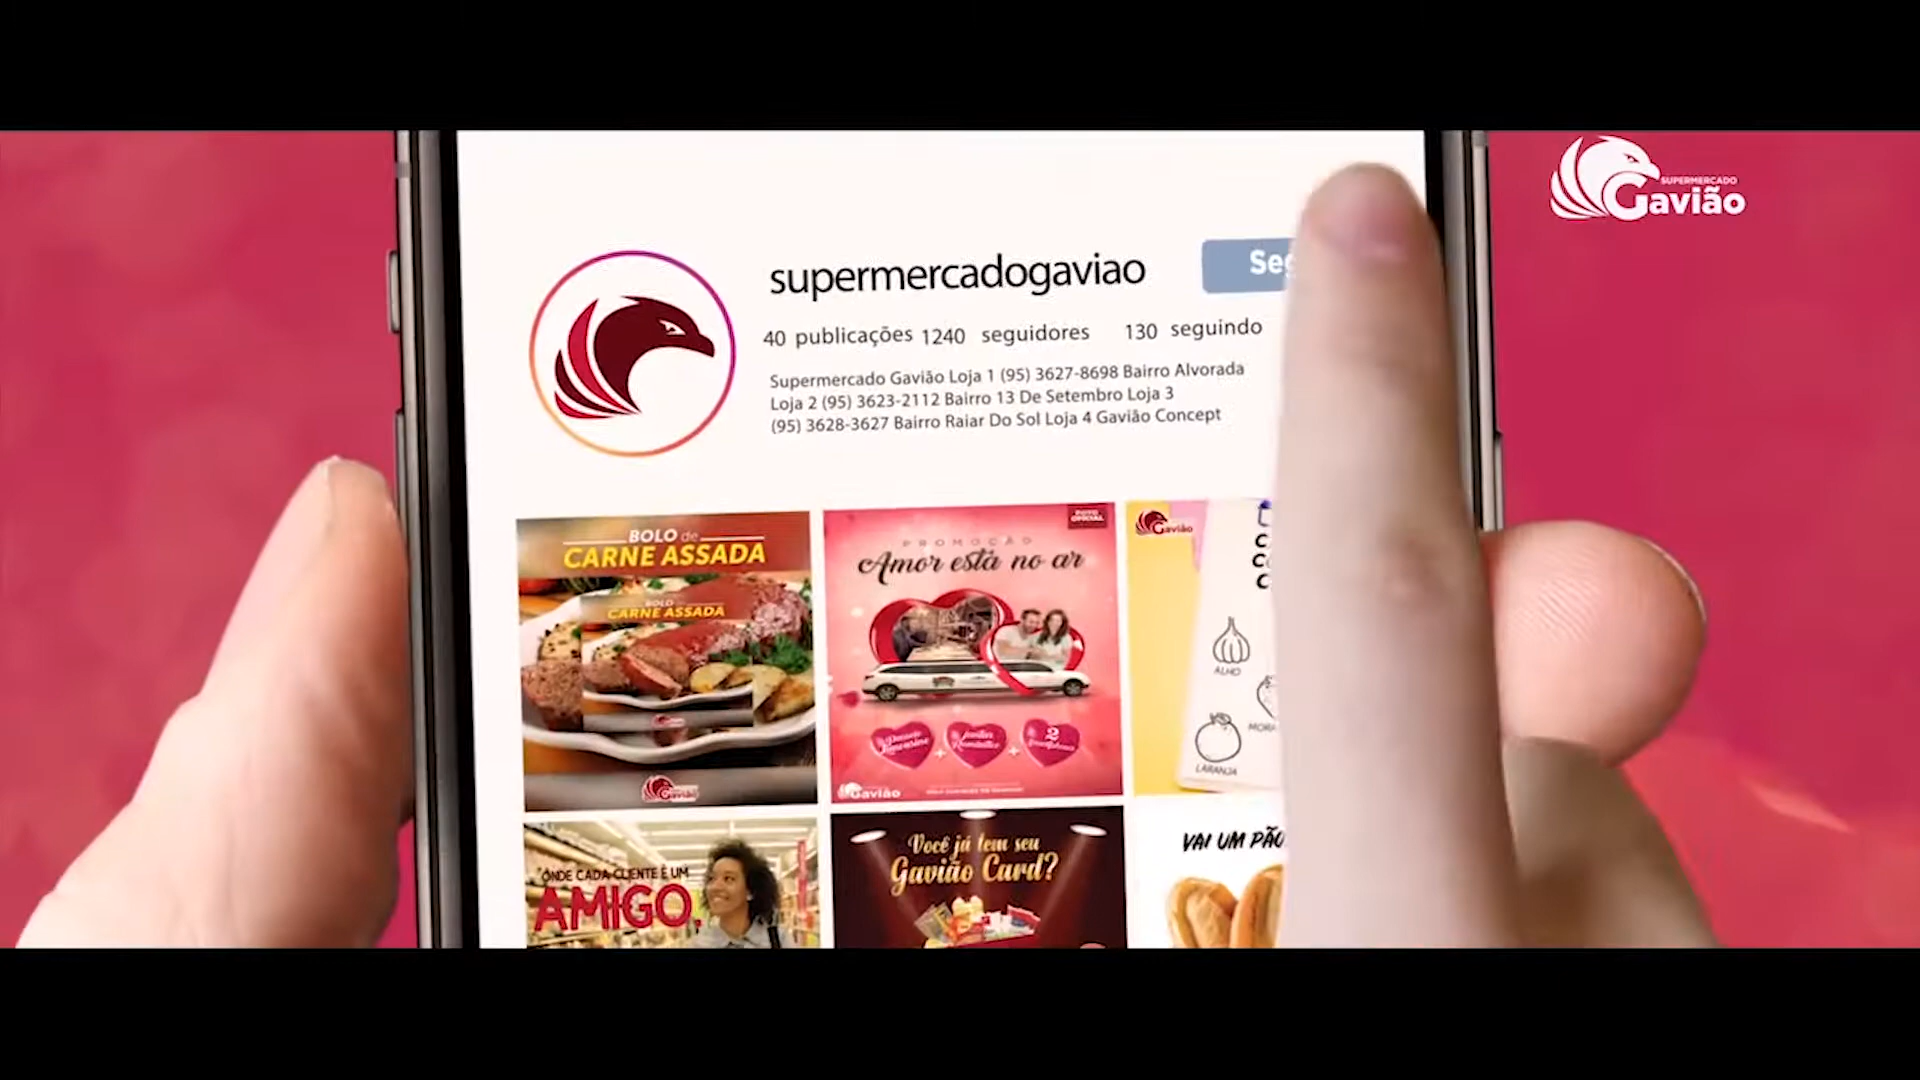 SUPERMERCADO
Gavião
supermercadogaviao
Seg
40 publicações 1240 seguidores 130 seguindo
Supermercado Gavião Loja 1 (95) 3627-8698 Bairro Alvorada
Loja 2 (95) 3623-2112 Bairro 13 De Setembro Loja 3
(95) 3628-3627 Bairro Raiar Do Sol Loja 4 Gavião Concept
BOLO de
CARNE ASSADA
BOLO de
CARNE ASSADA
Gavião
PROMOÇÃO
Amor está no ar
2
Gavião
Gavião
ALHO
LARANJA
ONDE CADA CLIENTE É UM
AMIGO
Você já tem seu
Gavião Card?
VAI UM PÃO